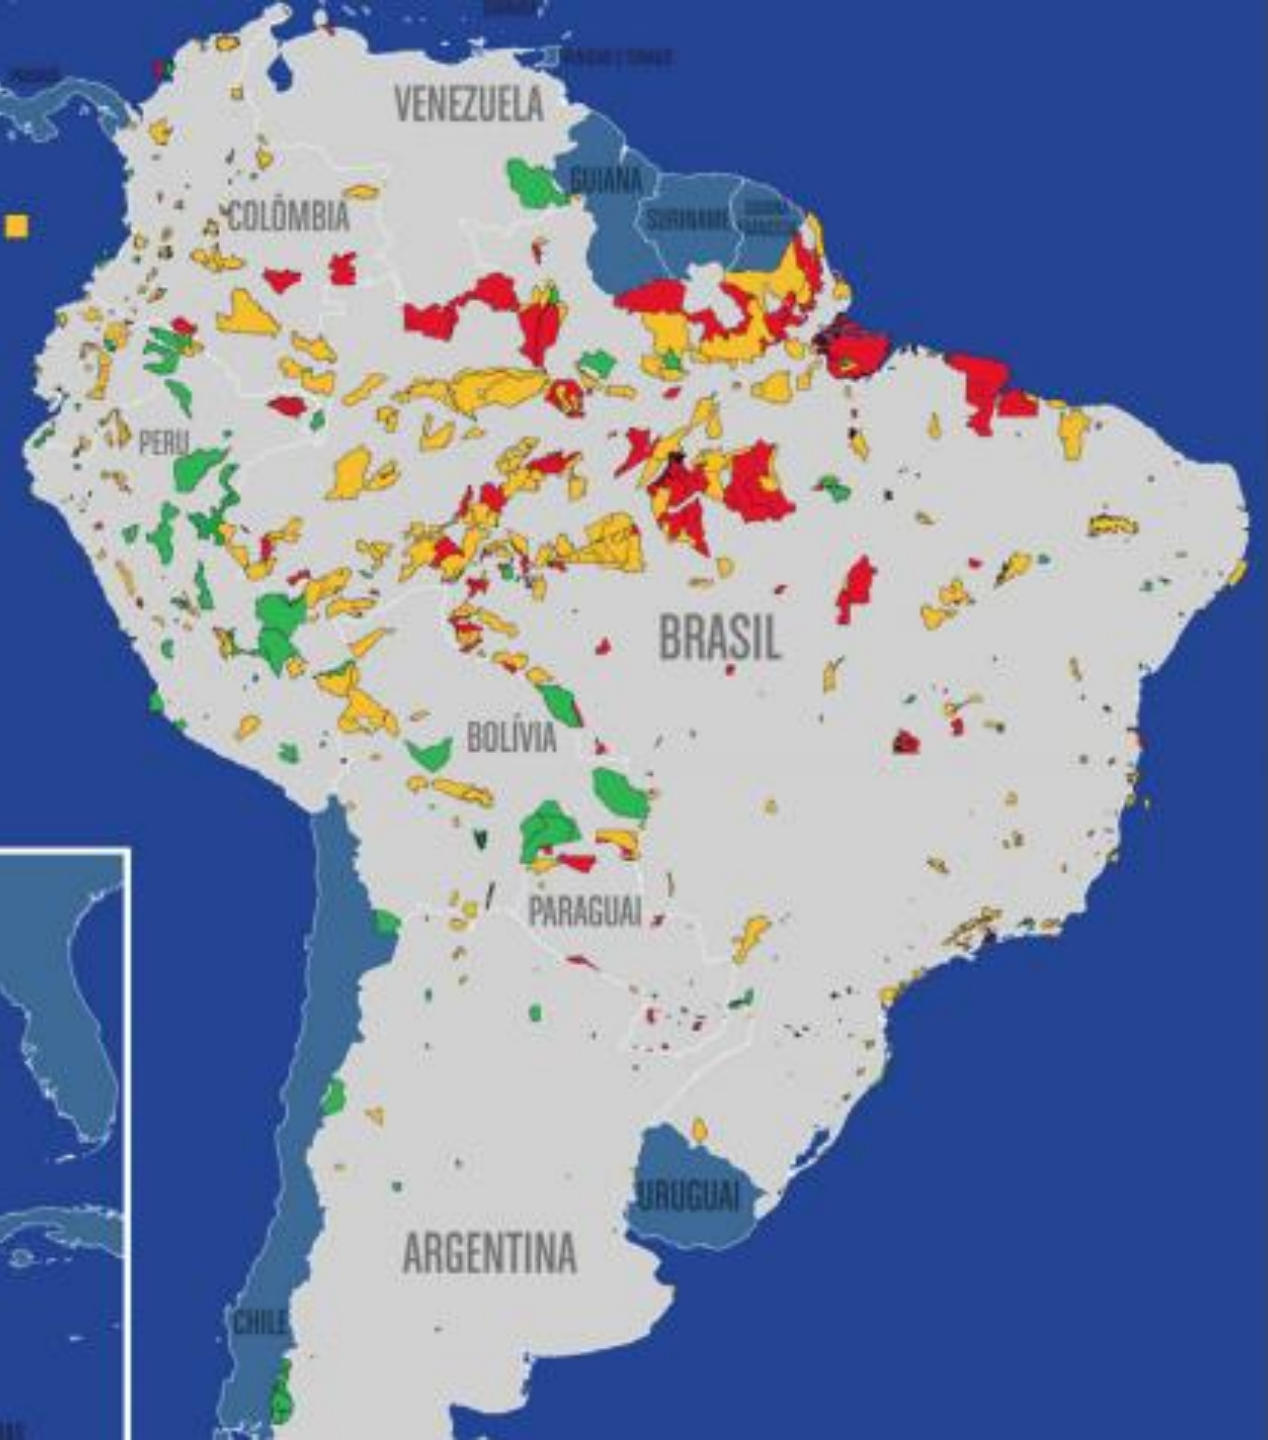 VENEZUELA
GUIANA
COLÔMBIA
SURINAME
PERU
BRASIL
BOLÍVIA
PARAGUAI
URUGUAI
ARGENTINA
CHILE